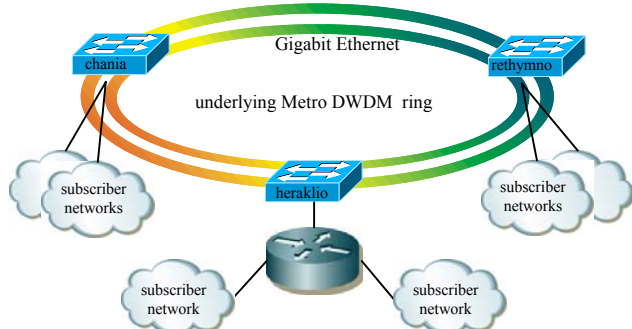 Gigabit Ethernet
chania
rethymno
underlying Metro DWDM ring
heraklio
subscriber
networks
subscriber
networks
subscriber
network
subscriber
network